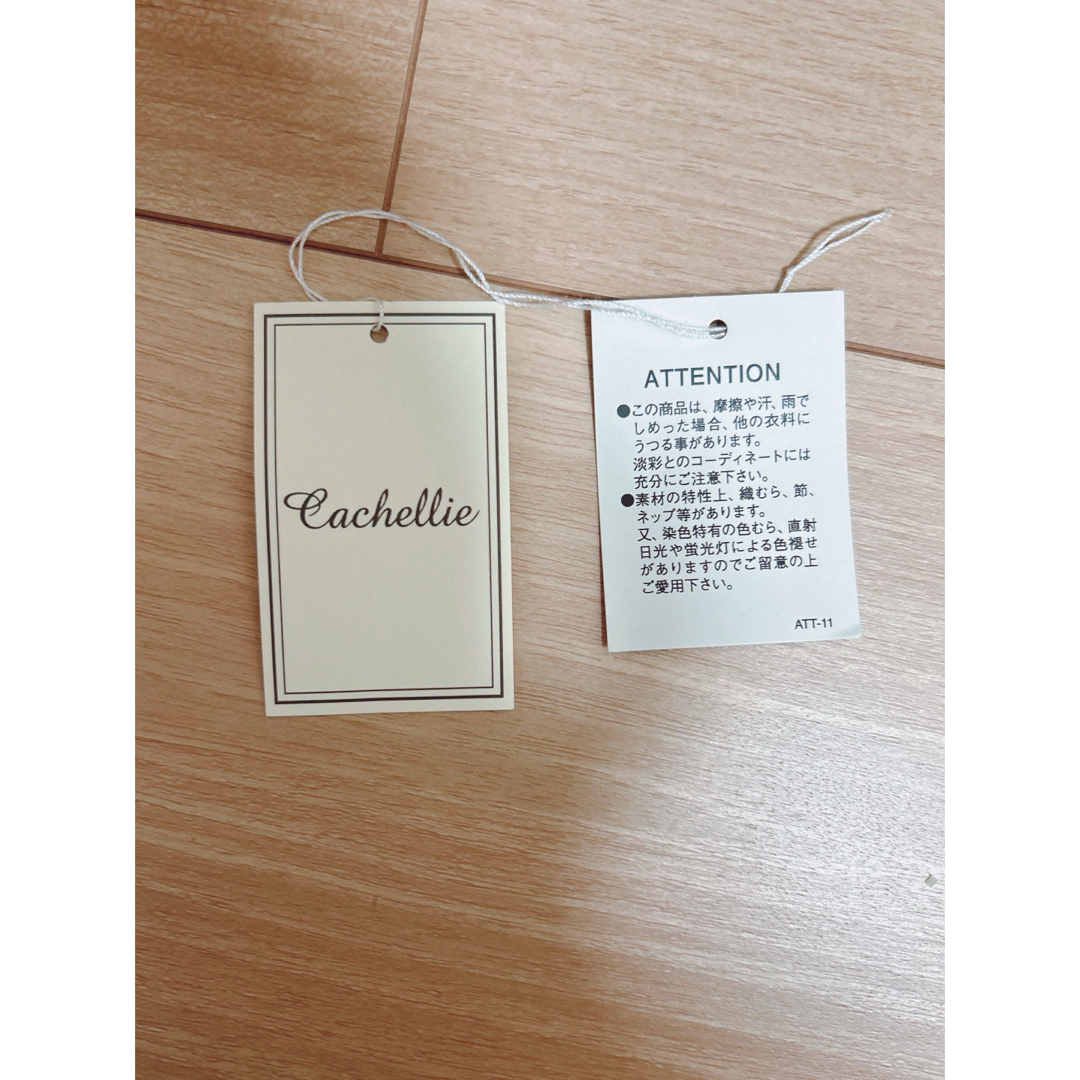 Cachellie
ATTENTION
●この商品は、摩擦や汗、雨で
しめった場合、他の衣料に
うつる事があります。
淡彩とのコーディネートには
充分にご注意下さい。
●素材の特性上、織むら、節、
ネップ等があります。
又、染色特有の色むら、直射
日光や蛍光灯による色褪せ
がありますのでご留意の上
ご愛用下さい。
ATT-11